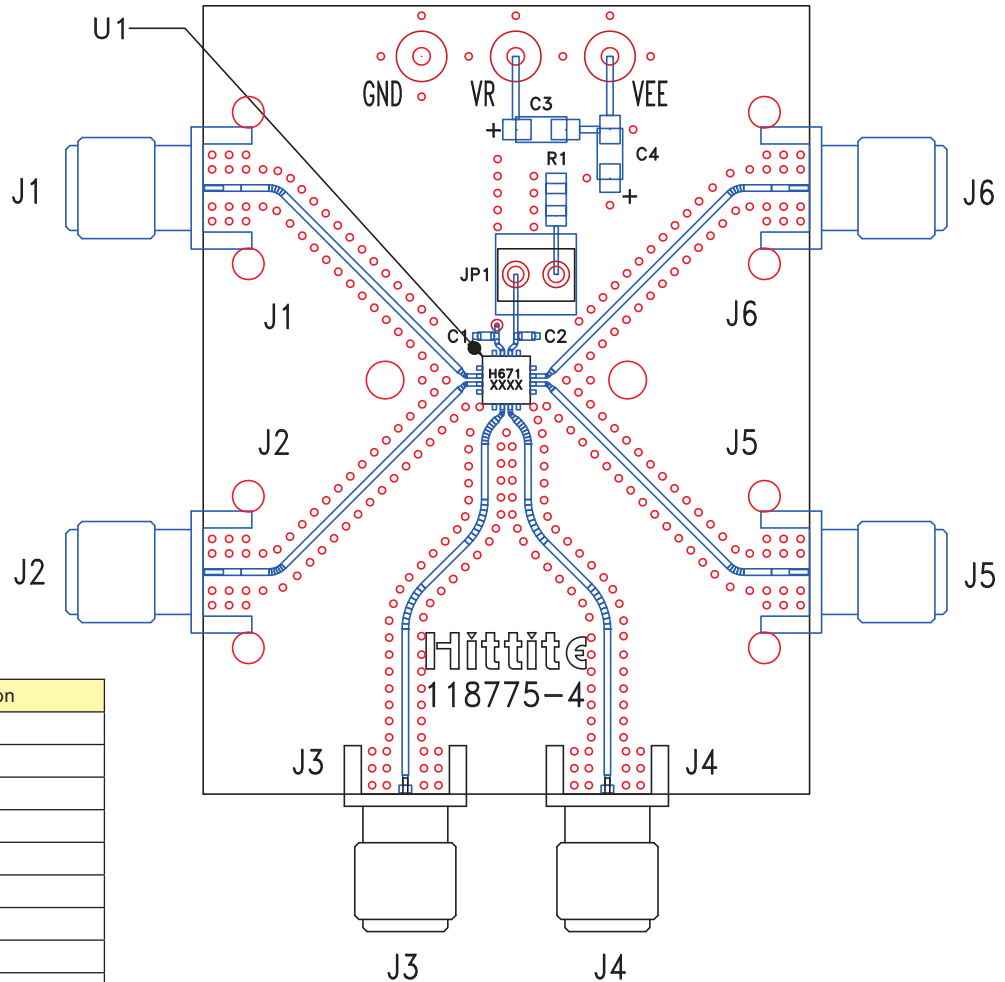 U1
GND
VR
VEE
C3
+
C4
R1
+
J1
J6
JP1
J1
J6
C1
C2
H671
XXXX
J2
J5
J2
J5
Hittite
118775-4
on
J3
J4
J3
J4